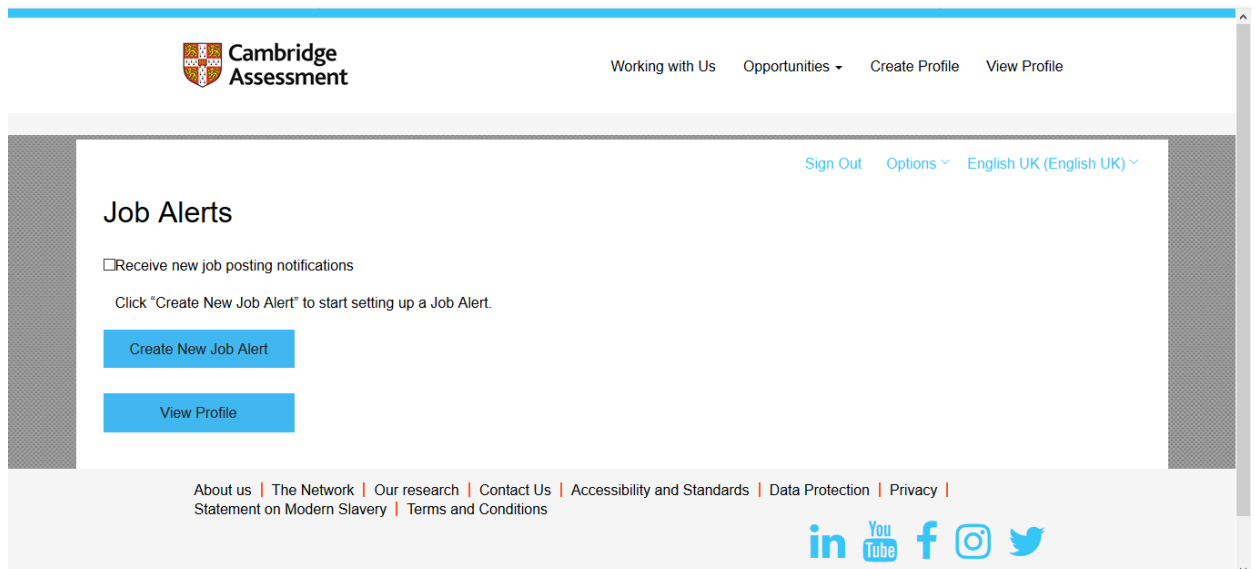 Cambridge
Assessment
Working with Us Opportunities Create Profile View Profile
Sign Out Options English UK (English UK)
Job Alerts
Receive new job posting notifications
Click “Create New Job Alert” to start setting up a Job Alert.
Create New Job Alert
View Profile
About us | The Network | Our research | Contact Us | Accessibility and Standards | Data Protection | Privacy |
Statement on Modern Slavery | Terms and Conditions
in You Tube f